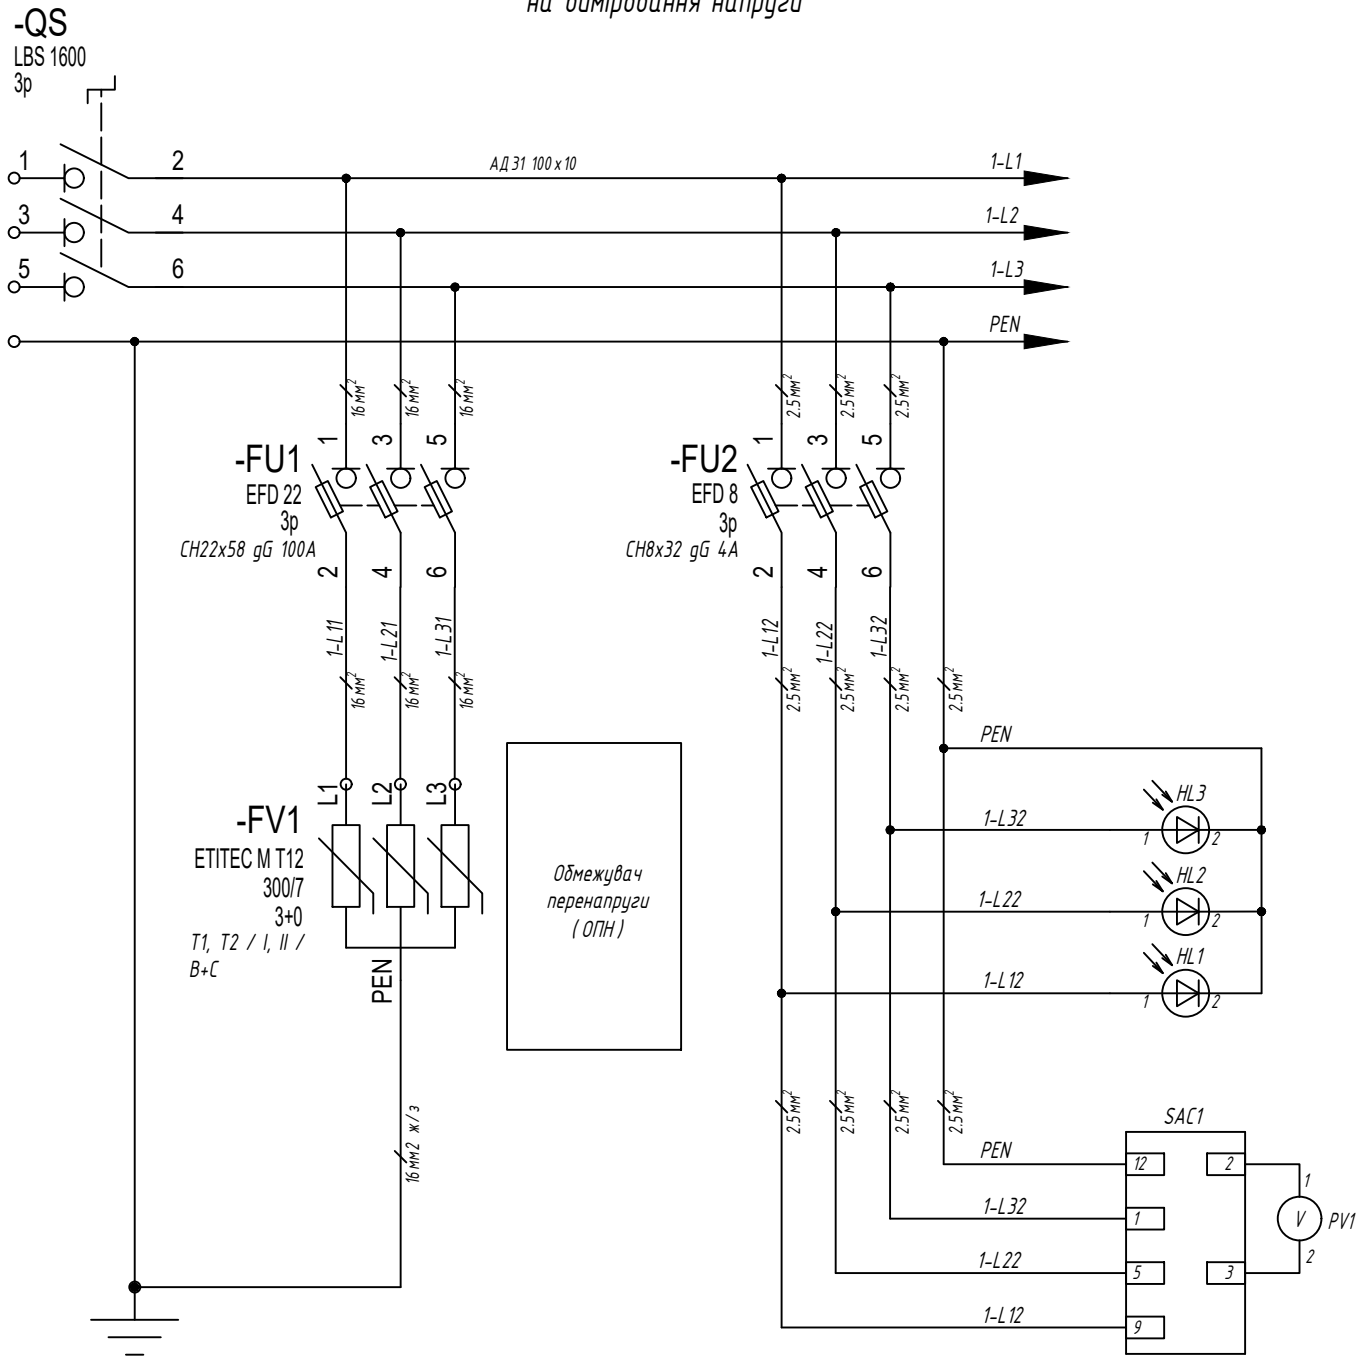 на вимірювання напруги
-QS
LBS 1600
3p
1
2
АД 31 100 x 10
1-L1
3
4
1-L2
5
6
1-L3
PEN
16 мм²
16 мм²
16 мм²
2.5 мм²
2.5 мм²
2.5 мм²
1
3
5
-FU1
EFD 22
3p
CH22x58 gG 100A
2
4
6
1
3
5
-FU2
EFD 8
3p
CH8x32 gG 4A
2
4
6
1-L11
1-L21
1-L31
1-L12
1-L22
1-L32
16 мм²
16 мм²
16 мм²
2.5 мм²
2.5 мм²
2.5 мм²
2.5 мм²
PEN
L1
L2
L3
-FV1
ETITEC M T12
300/7
3+0
T1, T2 / I, II /
B+C
PEN
Обмежувач
перенапруги
( ОПН )
HL3
1-L32
1
2
HL2
1-L22
1
2
HL1
1-L12
1
2
16 мм2 ж/з
2.5 мм²
2.5 мм²
2.5 мм²
2.5 мм²
SAC1
PEN
12
2
1
1-L32
1
V
PV1
1-L22
5
3
2
1-L12
9